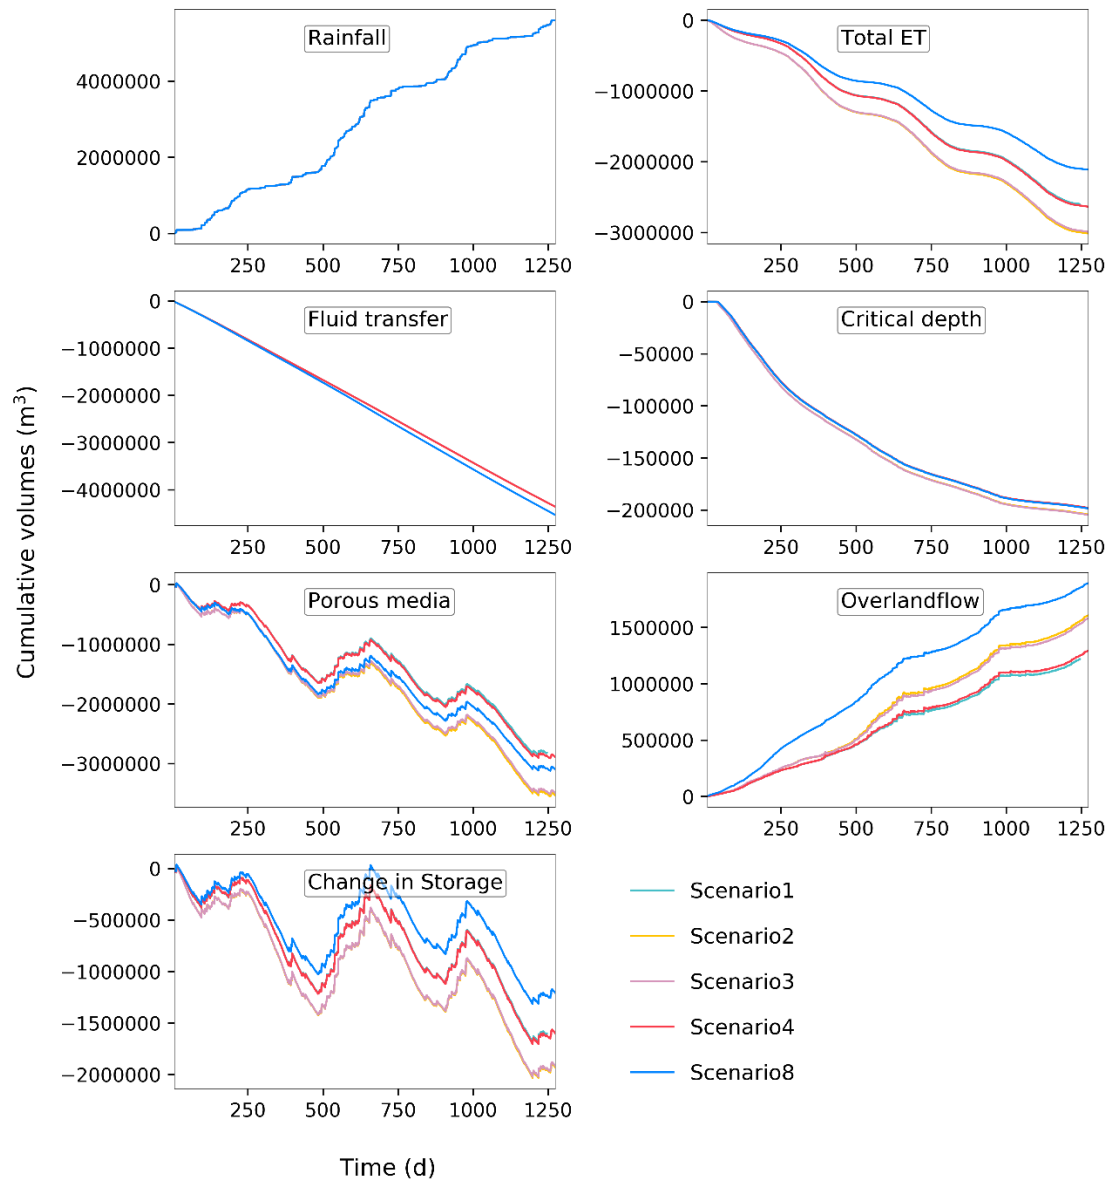 Rainfall
4000000
2000000
0
250 500 750 1000 1250
Total ET
0
−1000000
−2000000
−3000000
250 500 750 1000 1250
Fluid transfer
0
−1000000
−2000000
−3000000
−4000000
250 500 750 1000 1250
Critical depth
0
−50000
−100000
−150000
−200000
250 500 750 1000 1250
Cumulative volumes (m³)
Porous media
0
−1000000
−2000000
−3000000
250 500 750 1000 1250
Overlandflow
1500000
1000000
500000
0
250 500 750 1000 1250
Change in Storage
0
−500000
−1000000
−1500000
−2000000
250 500 750 1000 1250
Time (d)
Scenario1
Scenario2
Scenario3
Scenario4
Scenario8